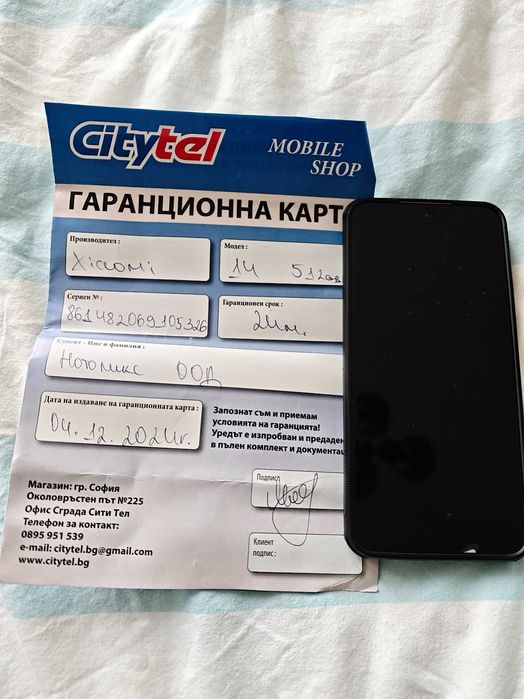 Citytel
MOBILE
SHOP
ГАРАНЦИОННА КАРТ
Производител :
Xiaomi
Модел :
14 512GB
Сериен № :
861482069105326
Гаранционен срок :
24м.
Клиент - Име и фамилия :
ООД
Дата на издаване на гаранционната карта :
04.12.2024г.
Запознат съм и приемам
условията на гаранцията!
Уредът е изпробван и предаден
в пълен комплект и документац
Магазин: гр. София
Околовръстен път №225
Офис Сграда Сити Тел
Телефон за контакт:
0895 951 539
e-mail: citytel.bg@gmail.com
www.citytel.bg
Подпис
Клиент
подпис :